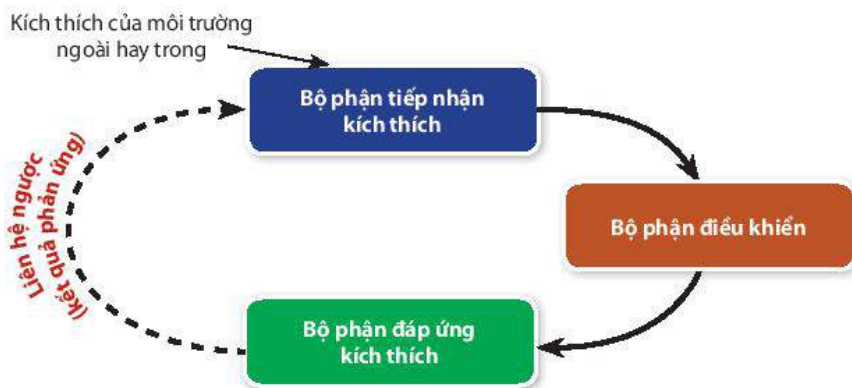 Kích thích của môi trường
ngoài hay trong
Bộ phận tiếp nhận
kích thích
Bộ phận điều khiển
Bộ phận đáp ứng
kích thích
Liên hệ ngược
(kết quả phản ứng)